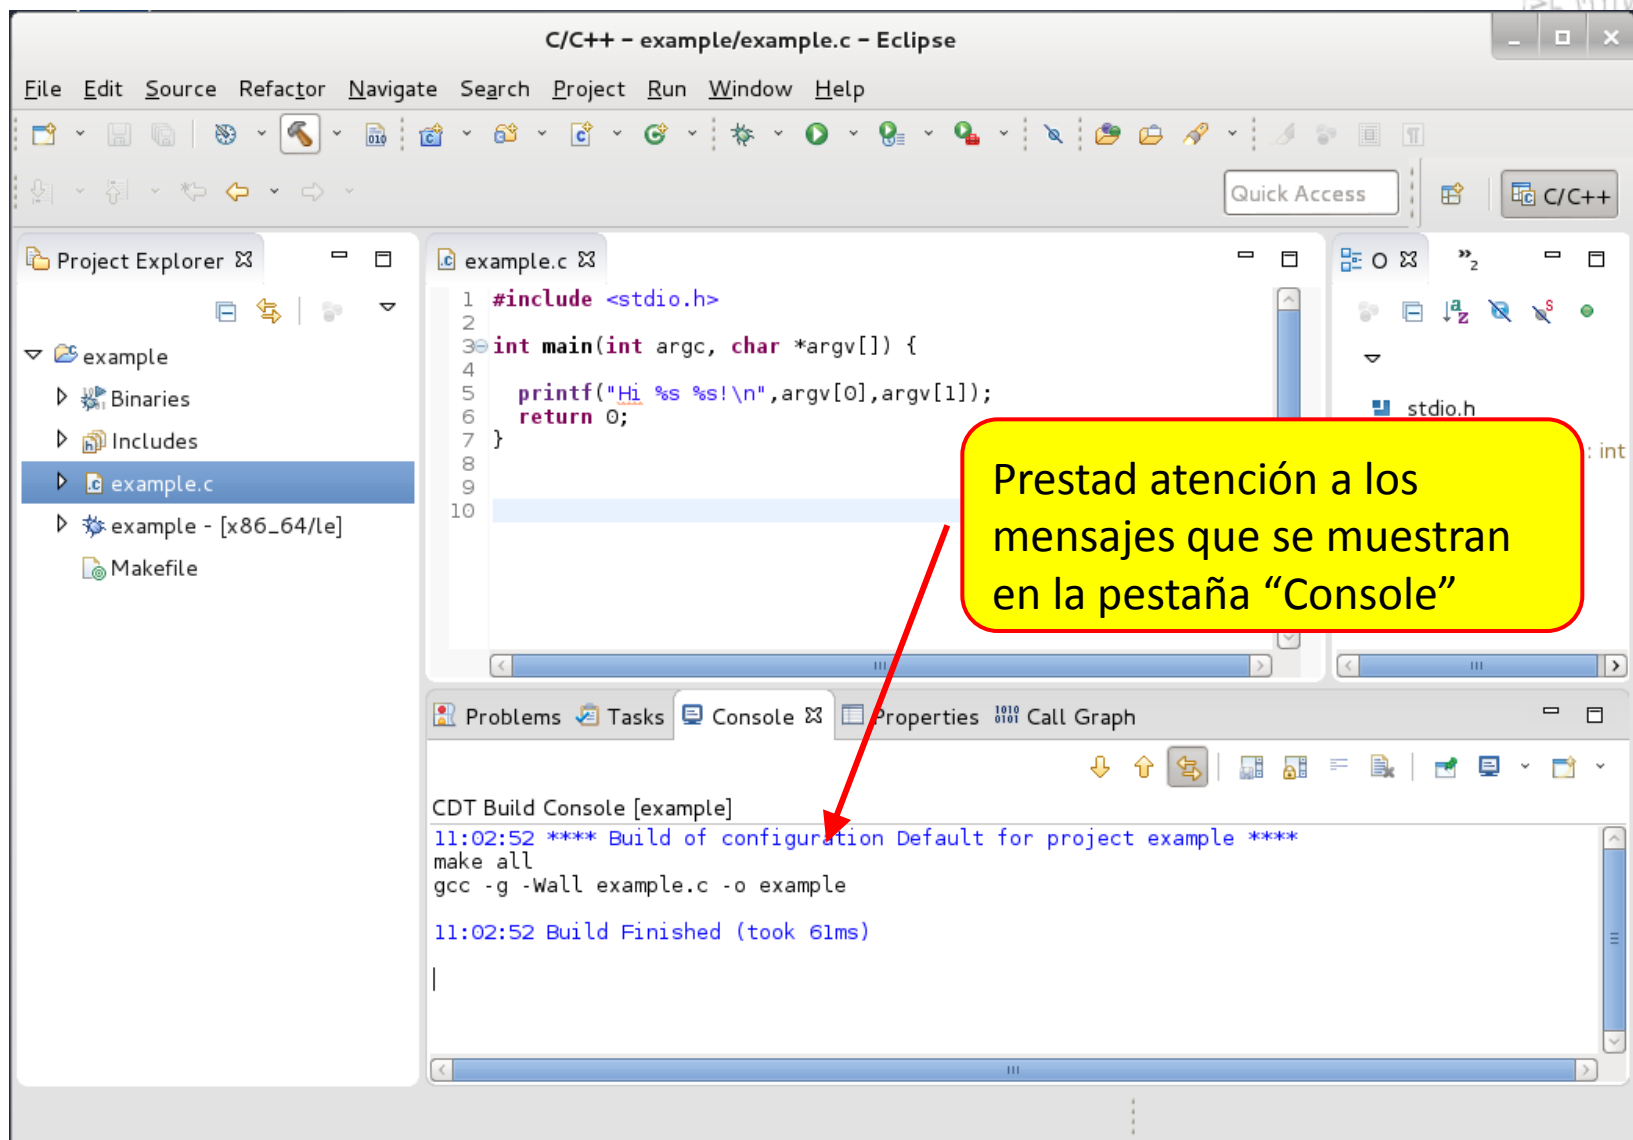 C/C++ – example/example.c – Eclipse
File Edit Source Refactor Navigate Search Project Run Window Help
Quick Access
C/C++
Project Explorer
example
Binaries
Includes
example.c
example - [x86_64/le]
Makefile
example.c
1 #include <stdio.h>
2
3 int main(int argc, char *argv[]) {
4
5 printf("Hi %s %s!\n",argv[0],argv[1]);
6 return 0;
7 }
8
9
10
O
»2
stdio.h
: int
Prestad atención a los
mensajes que se muestran
en la pestaña “Console”
Problems Tasks Console Properties Call Graph
CDT Build Console [example]
11:02:52 **** Build of configuration Default for project example ****
make all
gcc -g -Wall example.c -o example
11:02:52 Build Finished (took 61ms)